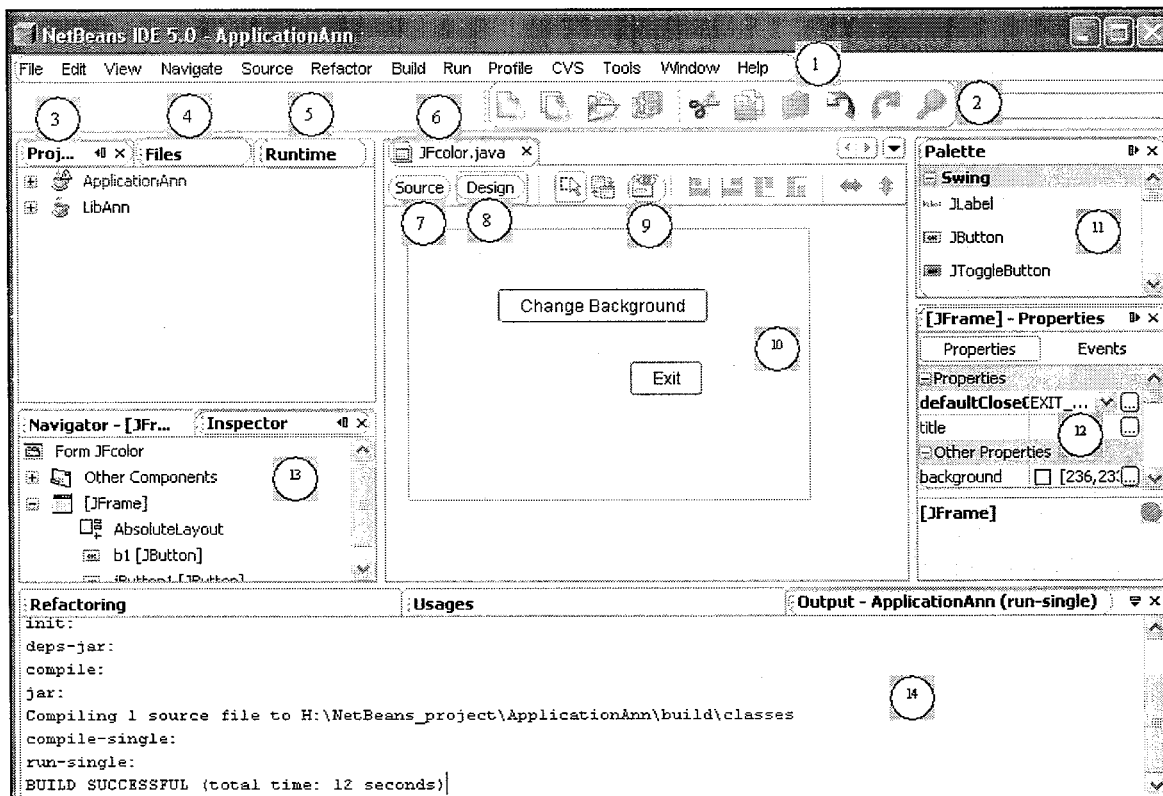 NetBeans IDE 5.0 - ApplicationAnn
File Edit View Navigate Source Refactor Build Run Profile CVS Tools Window Help
1
2
3
4
5
6
Proj... Files Runtime
ApplicationAnn
LibAnn
JFcolor.java
Source Design
7
8
9
Change Background
Exit
10
Palette
Swing
JLabel
JButton
JToggleButton
11
[JFrame] - Properties
Properties Events
Properties
defaultClose EXIT_...
title
12
Other Properties
background [236,23 ...
[JFrame]
Navigator - [JFr... Inspector
Form JFcolor
Other Components
13
[JFrame]
AbsoluteLayout
b1 [JButton]
jButton1 [JButton]
Refactoring Usages Output - ApplicationAnn (run-single)
init:
deps-jar:
compile:
jar:
14
Compiling 1 source file to H:\NetBeans_project\ApplicationAnn\build\classes
compile-single:
run-single:
BUILD SUCCESSFUL (total time: 12 seconds)